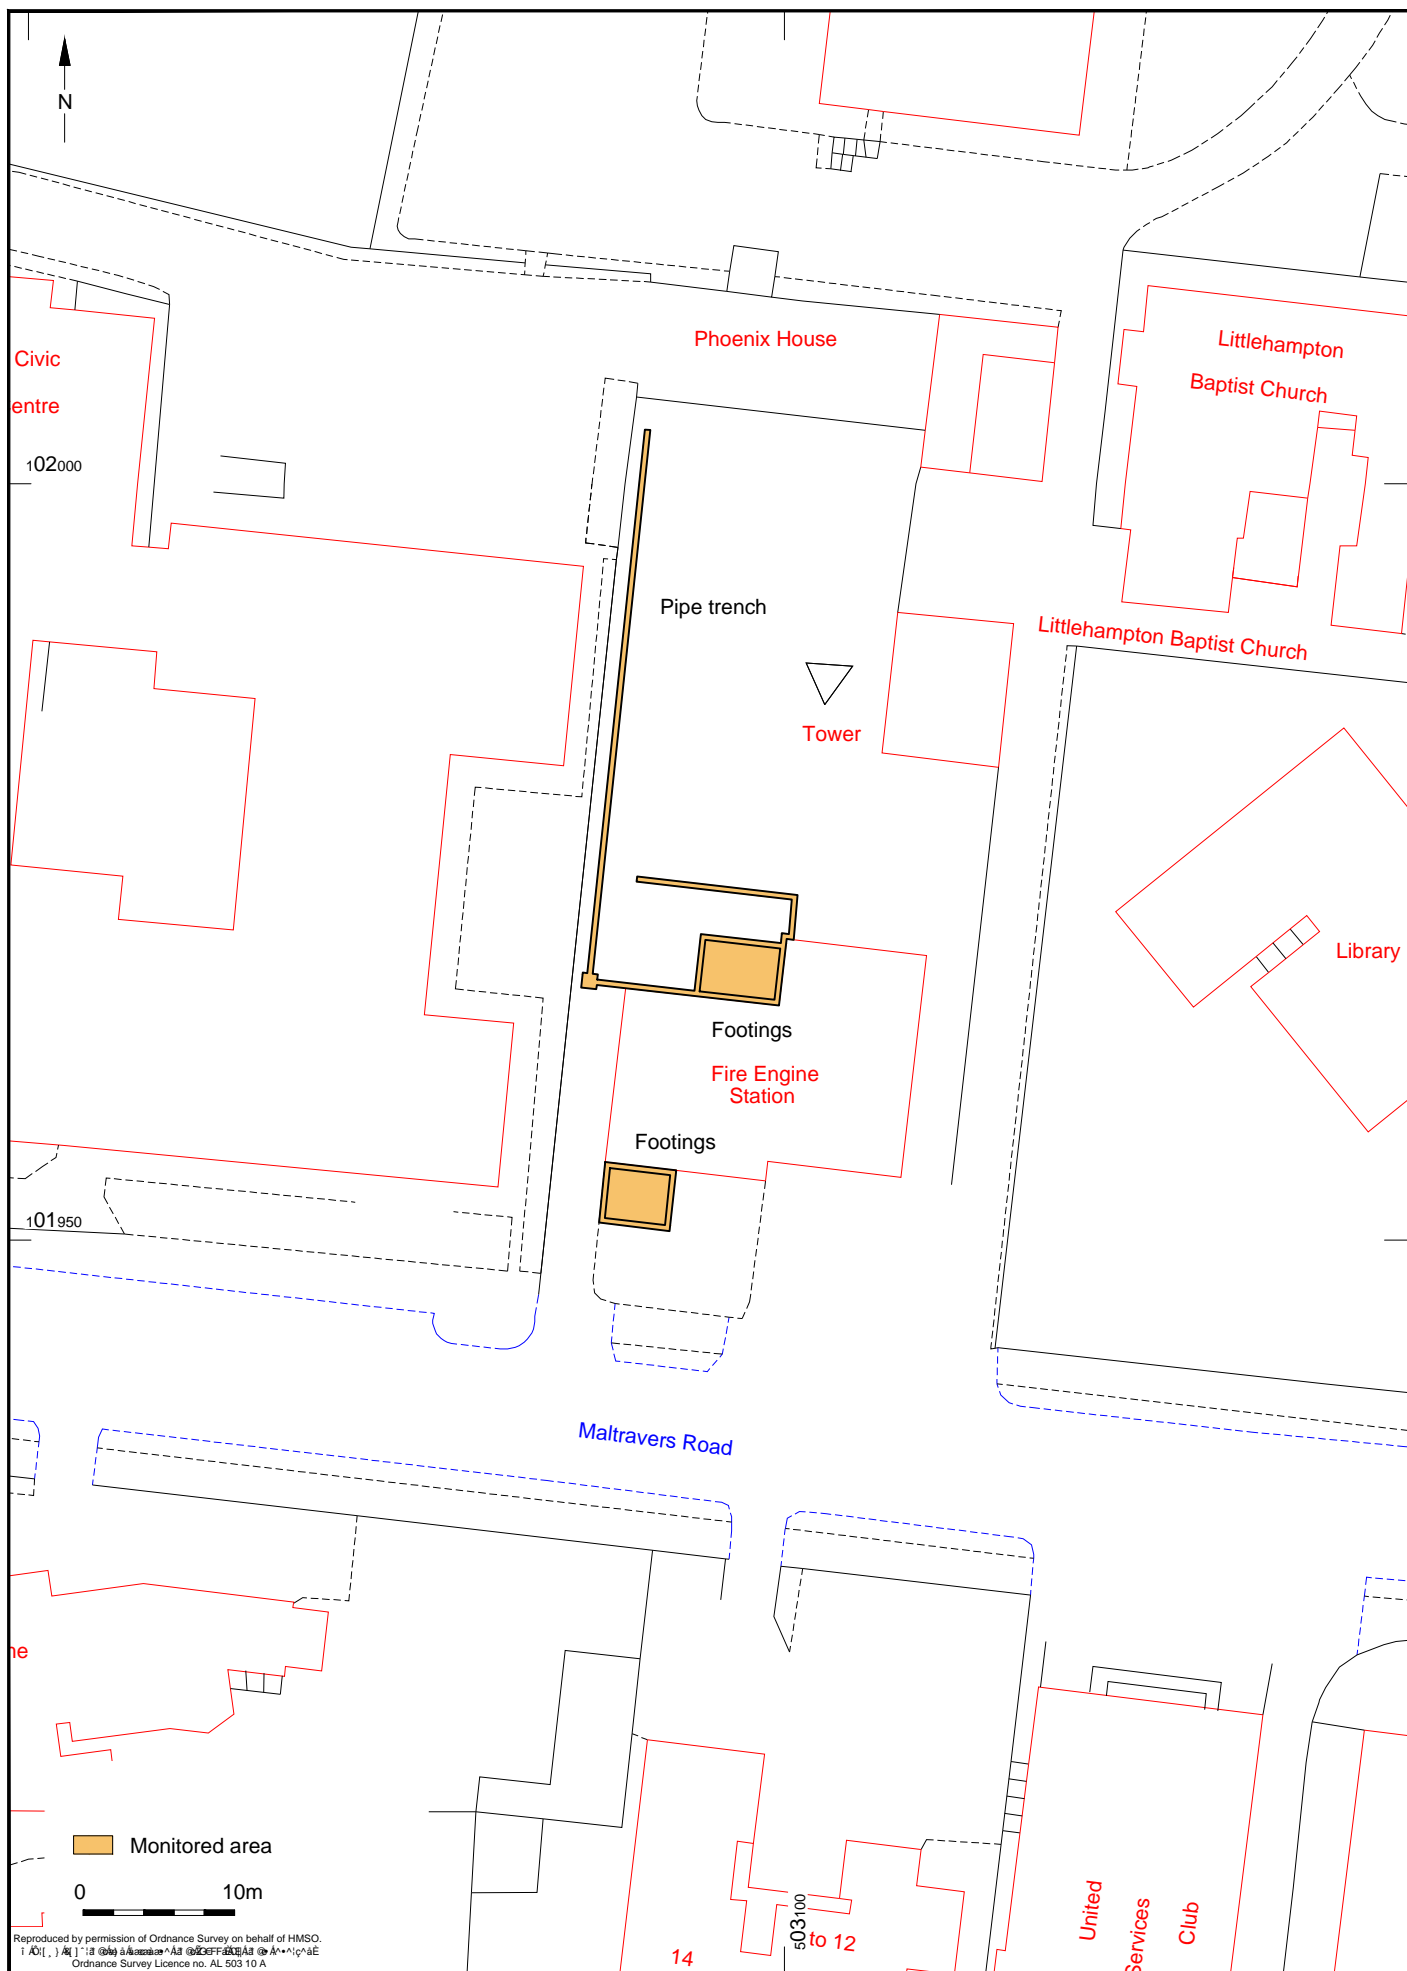 N
Phoenix House
Littlehampton
Baptist Church
Civic
entre
102000
Pipe trench
Littlehampton Baptist Church
Tower
Library
Footings
Fire Engine
Station
Footings
101950
Maltravers Road
ne
Monitored area
0 10m
503100
to 12
14
United
Services
Club
Reproduced by permission of Ordnance Survey on behalf of HMSO.
Ordnance Survey Licence no. AL 503 10 A